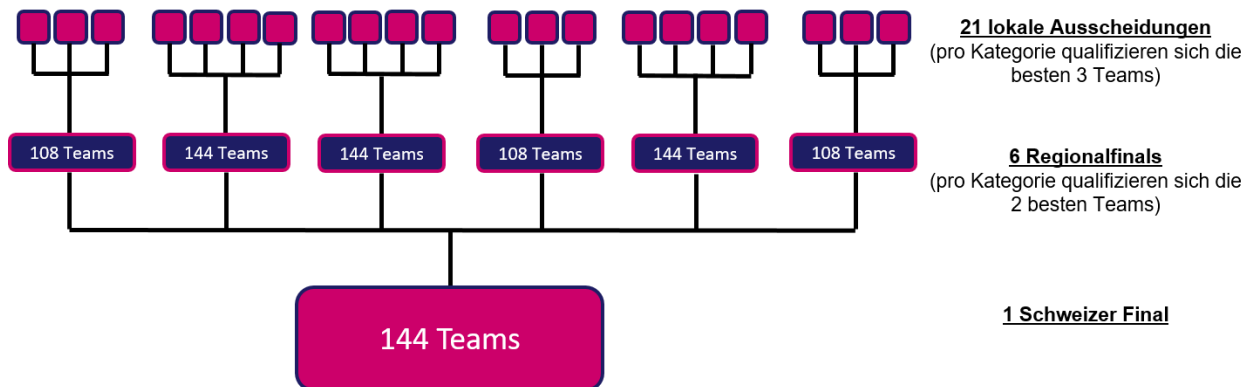 21 lokale Ausscheidungen
(pro Kategorie qualifizieren sich die
besten 3 Teams)
108 Teams
144 Teams
144 Teams
108 Teams
144 Teams
108 Teams
6 Regionalfinals
(pro Kategorie qualifizieren sich die
2 besten Teams)
144 Teams
1 Schweizer Final